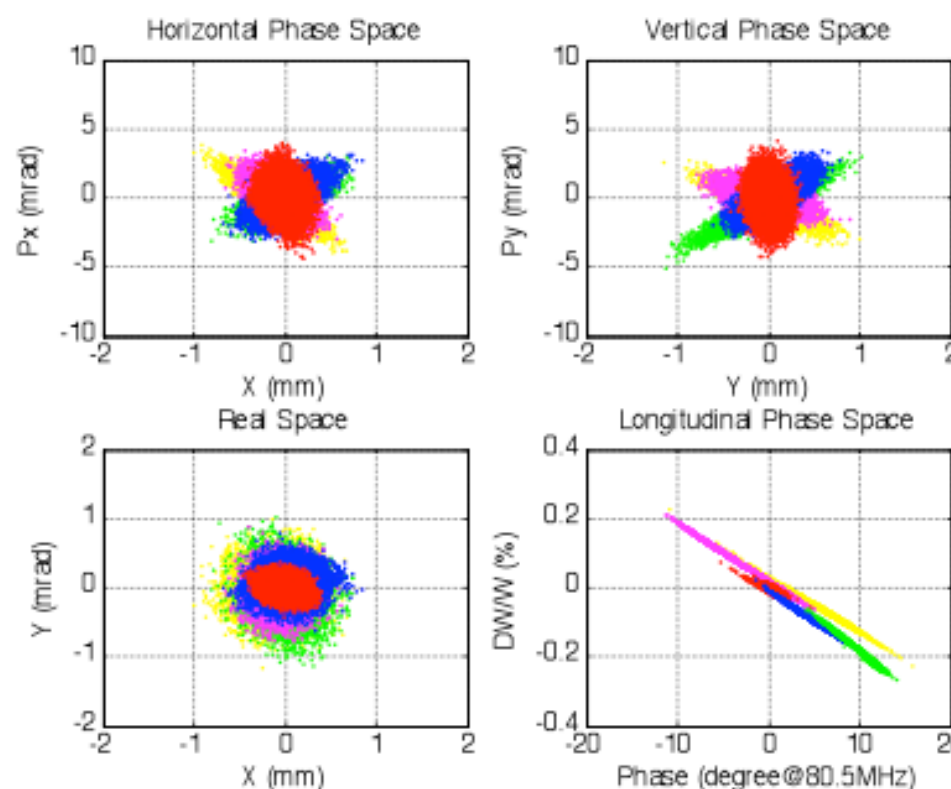 Horizontal Phase Space
10
5
0
-5
-10
Px (mrad)
-2 -1 0 1 2
X (mm)
Vertical Phase Space
10
5
0
-5
-10
Py (mrad)
-2 -1 0 1 2
Y (mm)
Real Space
2
1
0
-1
-2
Y (mrad)
-2 -1 0 1 2
X (mm)
Longitudinal Phase Space
0.4
0.2
0
-0.2
-0.4
DW/W (%)
-20 -10 0 10
Phase (degree@80.5MHz)